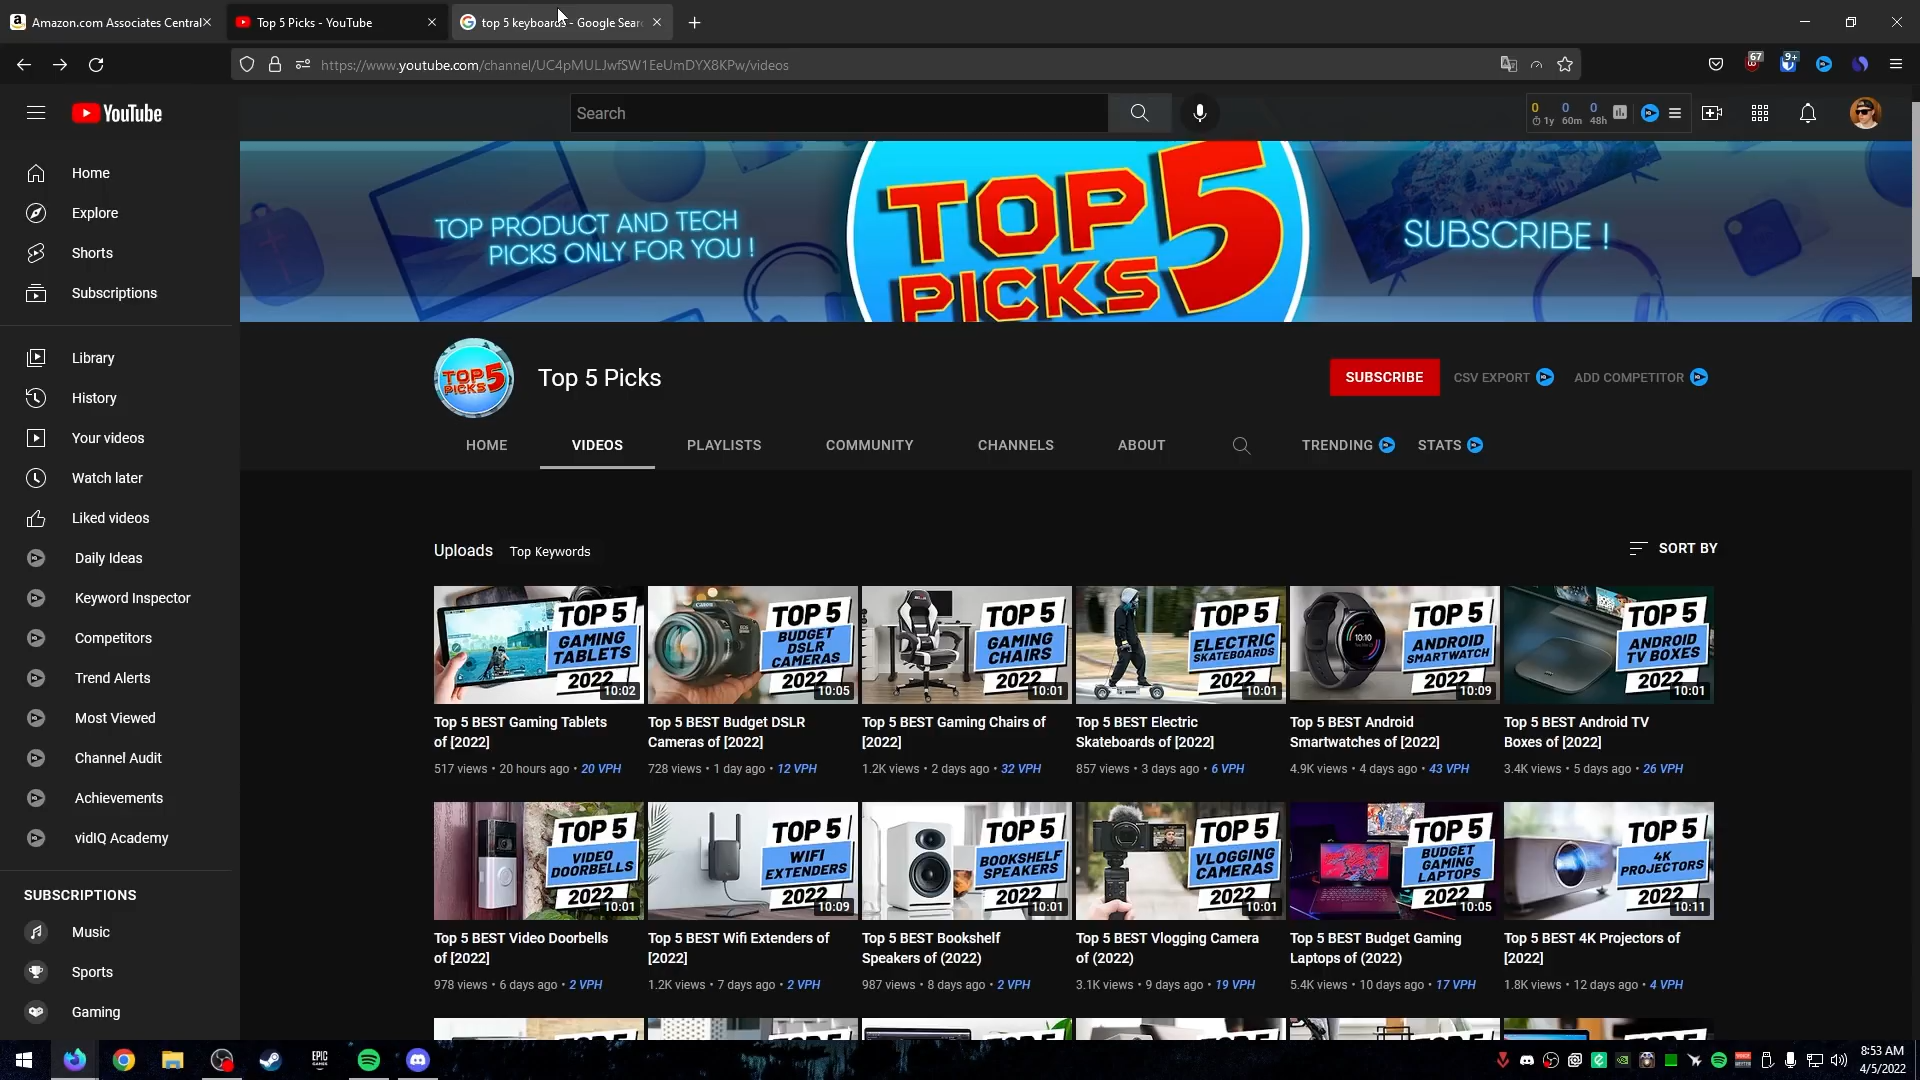 Amazon.com Associates Central
Top 5 Picks - YouTube
top 5 keyboards - Google Sear
https://www.youtube.com/channel/UC4pMULJwfSW1EeUmDYX8KPw/videos
67
9+
YouTube
Search
0 0 0
1y 60m 48h
Home
Explore
Shorts
Subscriptions
Library
History
Your videos
Watch later
Liked videos
Daily Ideas
Keyword Inspector
Competitors
Trend Alerts
Most Viewed
Channel Audit
Achievements
vidIQ Academy
SUBSCRIPTIONS
Music
Sports
Gaming
TOP PRODUCT AND TECH
PICKS ONLY FOR YOU !
TOP 5
PICKS
SUBSCRIBE !
TOP 5
PICKS
Top 5 Picks
SUBSCRIBE
CSV EXPORT
ADD COMPETITOR
HOME
VIDEOS
PLAYLISTS
COMMUNITY
CHANNELS
ABOUT
TRENDING
STATS
Uploads
Top Keywords
SORT BY
TOP 5
GAMING
TABLETS
2022
10:02
TOP 5
BUDGET
DSLR
CAMERAS
2022
10:05
TOP 5
GAMING
CHAIRS
2022
10:01
TOP 5
ELECTRIC
SKATEBOARDS
2022
10:01
10:10
TOP 5
ANDROID
SMARTWATCH
2022
10:09
TOP 5
ANDROID
TV BOXES
2022
10:01
Top 5 BEST Gaming Tablets
of [2022]
517 views • 20 hours ago • 20 VPH
Top 5 BEST Budget DSLR
Cameras of [2022]
728 views • 1 day ago • 12 VPH
Top 5 BEST Gaming Chairs of
[2022]
1.2K views • 2 days ago • 32 VPH
Top 5 BEST Electric
Skateboards of [2022]
857 views • 3 days ago • 6 VPH
Top 5 BEST Android
Smartwatches of [2022]
4.9K views • 4 days ago • 43 VPH
Top 5 BEST Android TV
Boxes of [2022]
3.4K views • 5 days ago • 26 VPH
TOP 5
VIDEO
DOORBELLS
2022
10:01
TOP 5
WIFI
EXTENDERS
2022
10:09
TOP 5
BOOKSHELF
SPEAKERS
2022
10:01
TOP 5
VLOGGING
CAMERAS
2022
10:01
TOP 5
BUDGET
GAMING
LAPTOPS
2022
10:05
TOP 5
4K
PROJECTORS
2022
10:11
Top 5 BEST Video Doorbells
of [2022]
978 views • 6 days ago • 2 VPH
Top 5 BEST Wifi Extenders of
[2022]
1.2K views • 7 days ago • 2 VPH
Top 5 BEST Bookshelf
Speakers of (2022)
987 views • 8 days ago • 2 VPH
Top 5 BEST Vlogging Camera
of (2022)
3.1K views • 9 days ago • 19 VPH
Top 5 BEST Budget Gaming
Laptops of (2022)
5.4K views • 10 days ago • 17 VPH
Top 5 BEST 4K Projectors of
[2022]
1.8K views • 12 days ago • 4 VPH
EPIC
GAMES
8:53 AM
4/5/2022